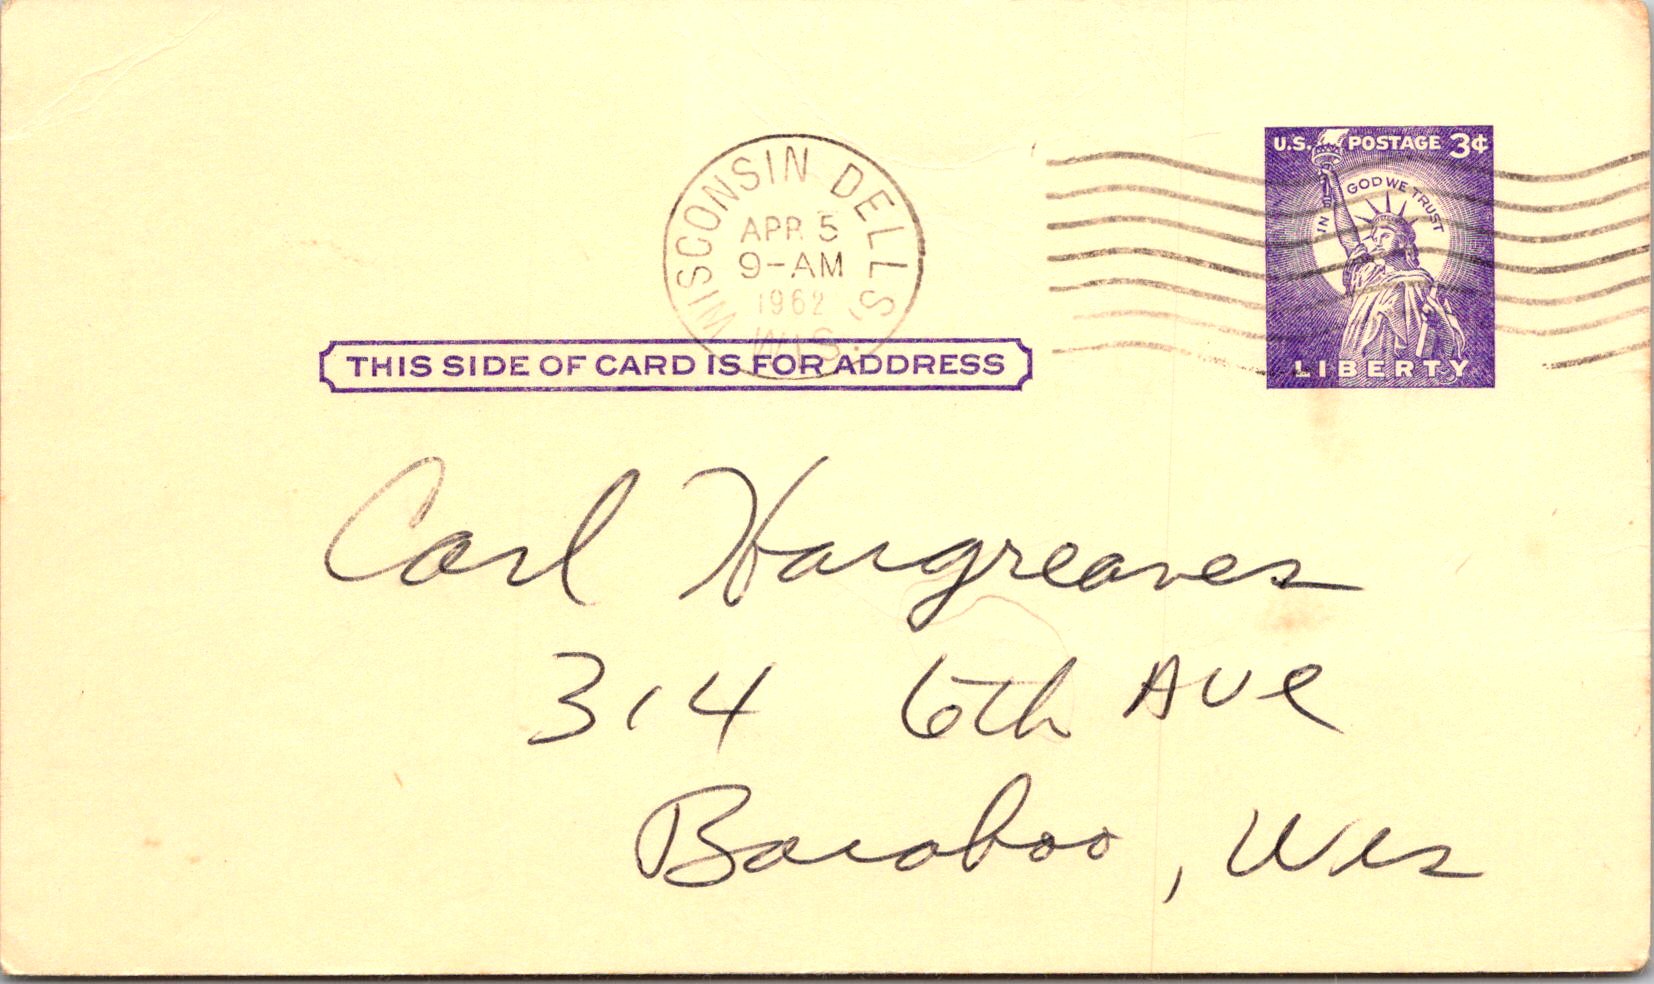 WISCONSIN DELLS,
APR 5
9-AM
1962
WIS.
U.S. POSTAGE 3¢
IN GOD WE TRUST
LIBERTY
THIS SIDE OF CARD IS FOR ADDRESS
Carl Hargreaves
314 6th Ave
Baraboo, Wis